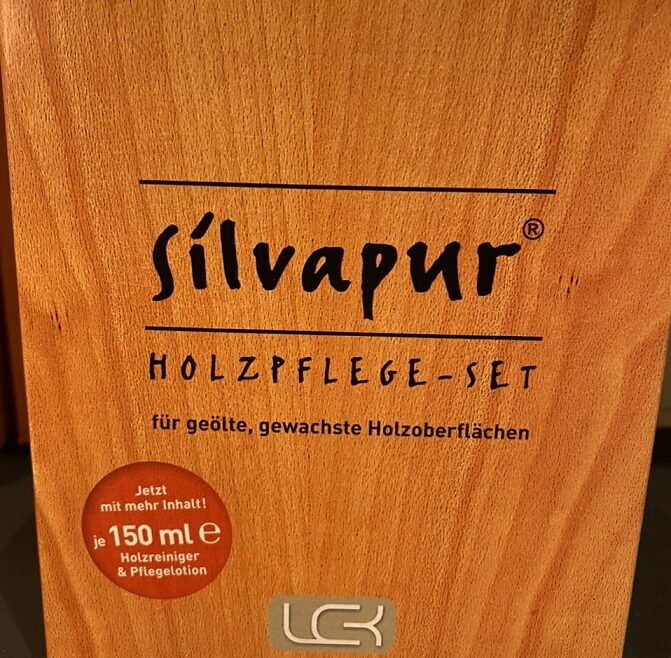 sílvapur®
HOLZPFLEGE-SET
für geölte, gewachste Holzoberflächen
Jetzt
mit mehr Inhalt!
je 150 ml ℮
Holzreiniger
& Pflegelotion
LCK